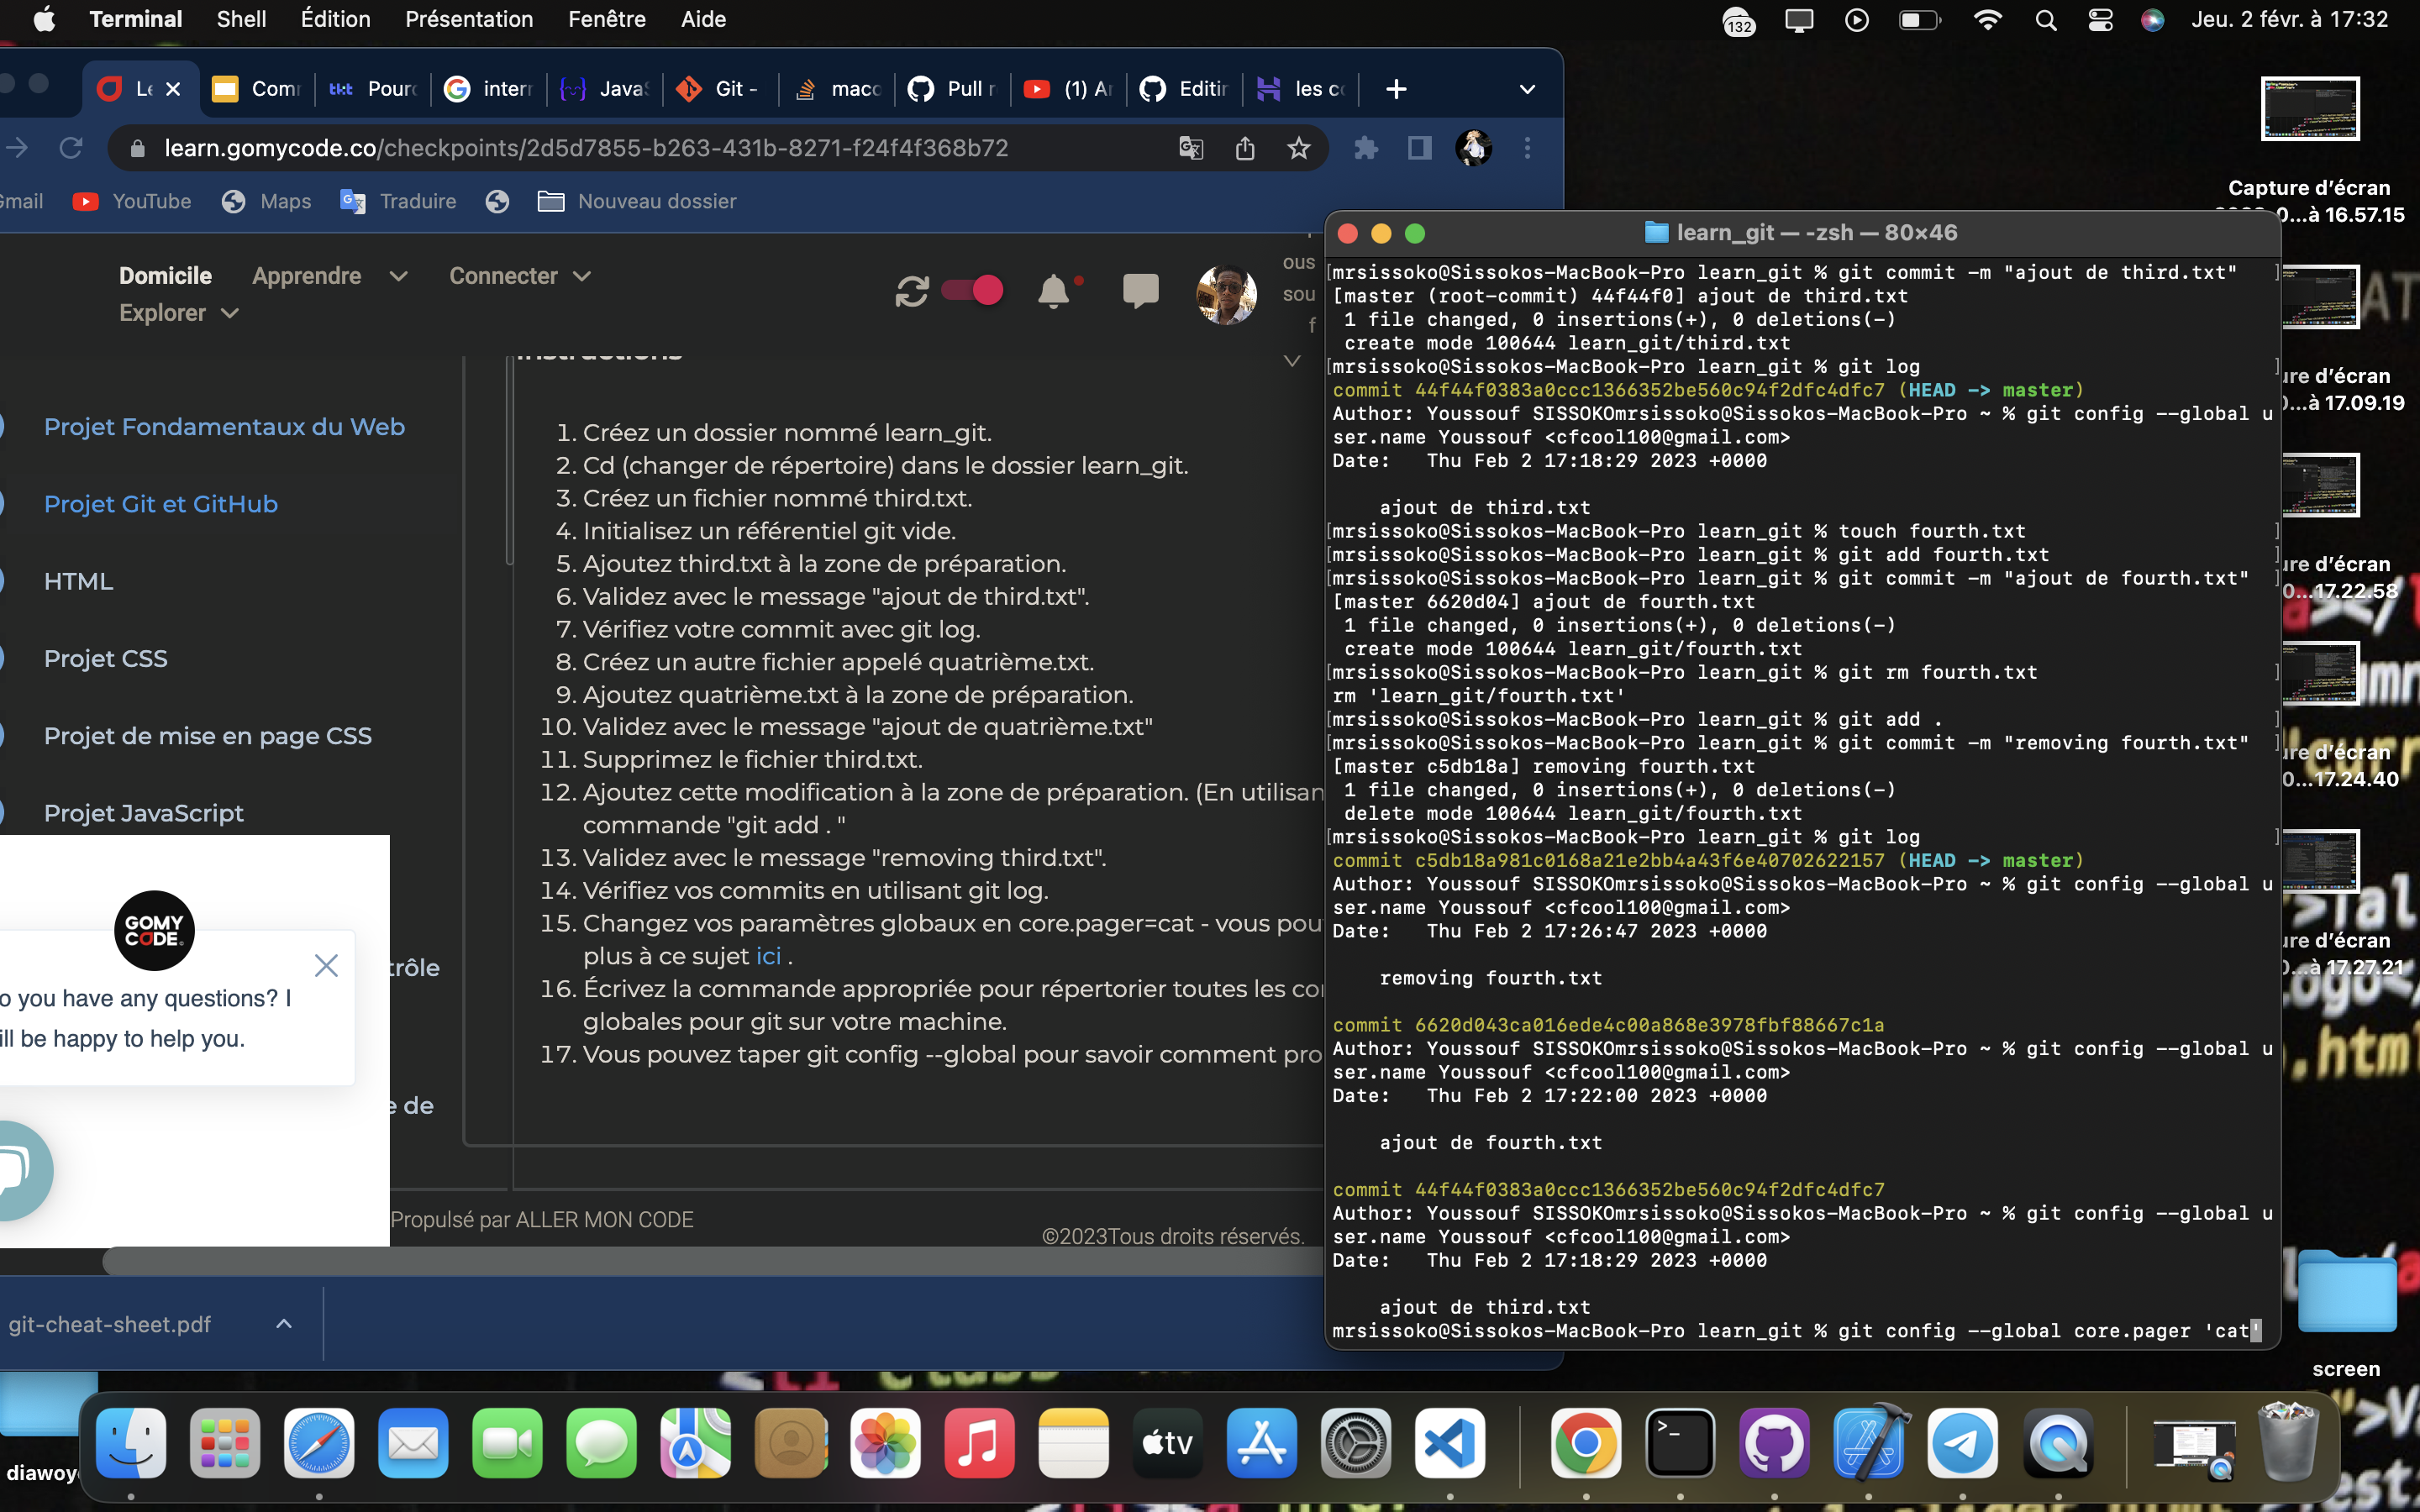 Terminal Shell Édition Présentation Fenêtre Aide
132
Jeu. 2 févr. à 17:32
Le
Com
tkt Pour
inter
Java
Git -
maco
Pull r
(1) A
Editi
les c
learn.gomycode.co/checkpoints/2d5d7855-b263-431b-8271-f24f4f368b72
YouTube
Maps
Traduire
Nouveau dossier
Domicile
Apprendre
Connecter
Explorer
ous
sou
f
Instructions
Projet Fondamentaux du Web
Projet Git et GitHub
HTML
Projet CSS
Projet de mise en page CSS
Projet JavaScript
trôle
e de
1. Créez un dossier nommé learn_git.
2. Cd (changer de répertoire) dans le dossier learn_git.
3. Créez un fichier nommé third.txt.
4. Initialisez un référentiel git vide.
5. Ajoutez third.txt à la zone de préparation.
6. Validez avec le message "ajout de third.txt".
7. Vérifiez votre commit avec git log.
8. Créez un autre fichier appelé quatrième.txt.
9. Ajoutez quatrième.txt à la zone de préparation.
10. Validez avec le message "ajout de quatrième.txt"
11. Supprimez le fichier third.txt.
12. Ajoutez cette modification à la zone de préparation. (En utilisan
commande "git add . "
13. Validez avec le message "removing third.txt".
14. Vérifiez vos commits en utilisant git log.
15. Changez vos paramètres globaux en core.pager=cat - vous pou
plus à ce sujet ici .
16. Écrivez la commande appropriée pour répertorier toutes les co
globales pour git sur votre machine.
17. Vous pouvez taper git config --global pour savoir comment pro
GOMY
CODE
o you have any questions? I
ill be happy to help you.
Propulsé par ALLER MON CODE
©2023Tous droits réservés.
git-cheat-sheet.pdf
learn_git — -zsh — 80×46
[mrsissoko@Sissokos-MacBook-Pro learn_git % git commit -m "ajout de third.txt" ]
[master (root-commit) 44f44f0] ajout de third.txt
1 file changed, 0 insertions(+), 0 deletions(-)
create mode 100644 learn_git/third.txt
[mrsissoko@Sissokos-MacBook-Pro learn_git % git log ]
commit 44f44f0383a0ccc1366352be560c94f2dfc4dfc7 (HEAD -> master)
Author: Youssouf SISSOKOmrsissoko@Sissokos-MacBook-Pro ~ % git config --global u
ser.name Youssouf <cfcool100@gmail.com>
Date: Thu Feb 2 17:18:29 2023 +0000
ajout de third.txt
[mrsissoko@Sissokos-MacBook-Pro learn_git % touch fourth.txt ]
[mrsissoko@Sissokos-MacBook-Pro learn_git % git add fourth.txt ]
[mrsissoko@Sissokos-MacBook-Pro learn_git % git commit -m "ajout de fourth.txt" ]
[master 6620d04] ajout de fourth.txt
1 file changed, 0 insertions(+), 0 deletions(-)
create mode 100644 learn_git/fourth.txt
[mrsissoko@Sissokos-MacBook-Pro learn_git % git rm fourth.txt ]
rm 'learn_git/fourth.txt'
[mrsissoko@Sissokos-MacBook-Pro learn_git % git add . ]
[mrsissoko@Sissokos-MacBook-Pro learn_git % git commit -m "removing fourth.txt" ]
[master c5db18a] removing fourth.txt
1 file changed, 0 insertions(+), 0 deletions(-)
delete mode 100644 learn_git/fourth.txt
[mrsissoko@Sissokos-MacBook-Pro learn_git % git log ]
commit c5db18a981c0168a21e2bb4a43f6e40702622157 (HEAD -> master)
Author: Youssouf SISSOKOmrsissoko@Sissokos-MacBook-Pro ~ % git config --global u
ser.name Youssouf <cfcool100@gmail.com>
Date: Thu Feb 2 17:26:47 2023 +0000
removing fourth.txt
commit 6620d043ca016ede4c00a868e3978fbf88667c1a
Author: Youssouf SISSOKOmrsissoko@Sissokos-MacBook-Pro ~ % git config --global u
ser.name Youssouf <cfcool100@gmail.com>
Date: Thu Feb 2 17:22:00 2023 +0000
ajout de fourth.txt
commit 44f44f0383a0ccc1366352be560c94f2dfc4dfc7
Author: Youssouf SISSOKOmrsissoko@Sissokos-MacBook-Pro ~ % git config --global u
ser.name Youssouf <cfcool100@gmail.com>
Date: Thu Feb 2 17:18:29 2023 +0000
ajout de third.txt
mrsissoko@Sissokos-MacBook-Pro learn_git % git config --global core.pager 'cat'
Capture d'écran
0...à 16.57.15
ure d'écran
0...à 17.09.19
ure d'écran
0...17.22.58
ure d'écran
0...17.24.40
ure d'écran
0...à 17.27.21
screen
diawoy
tv